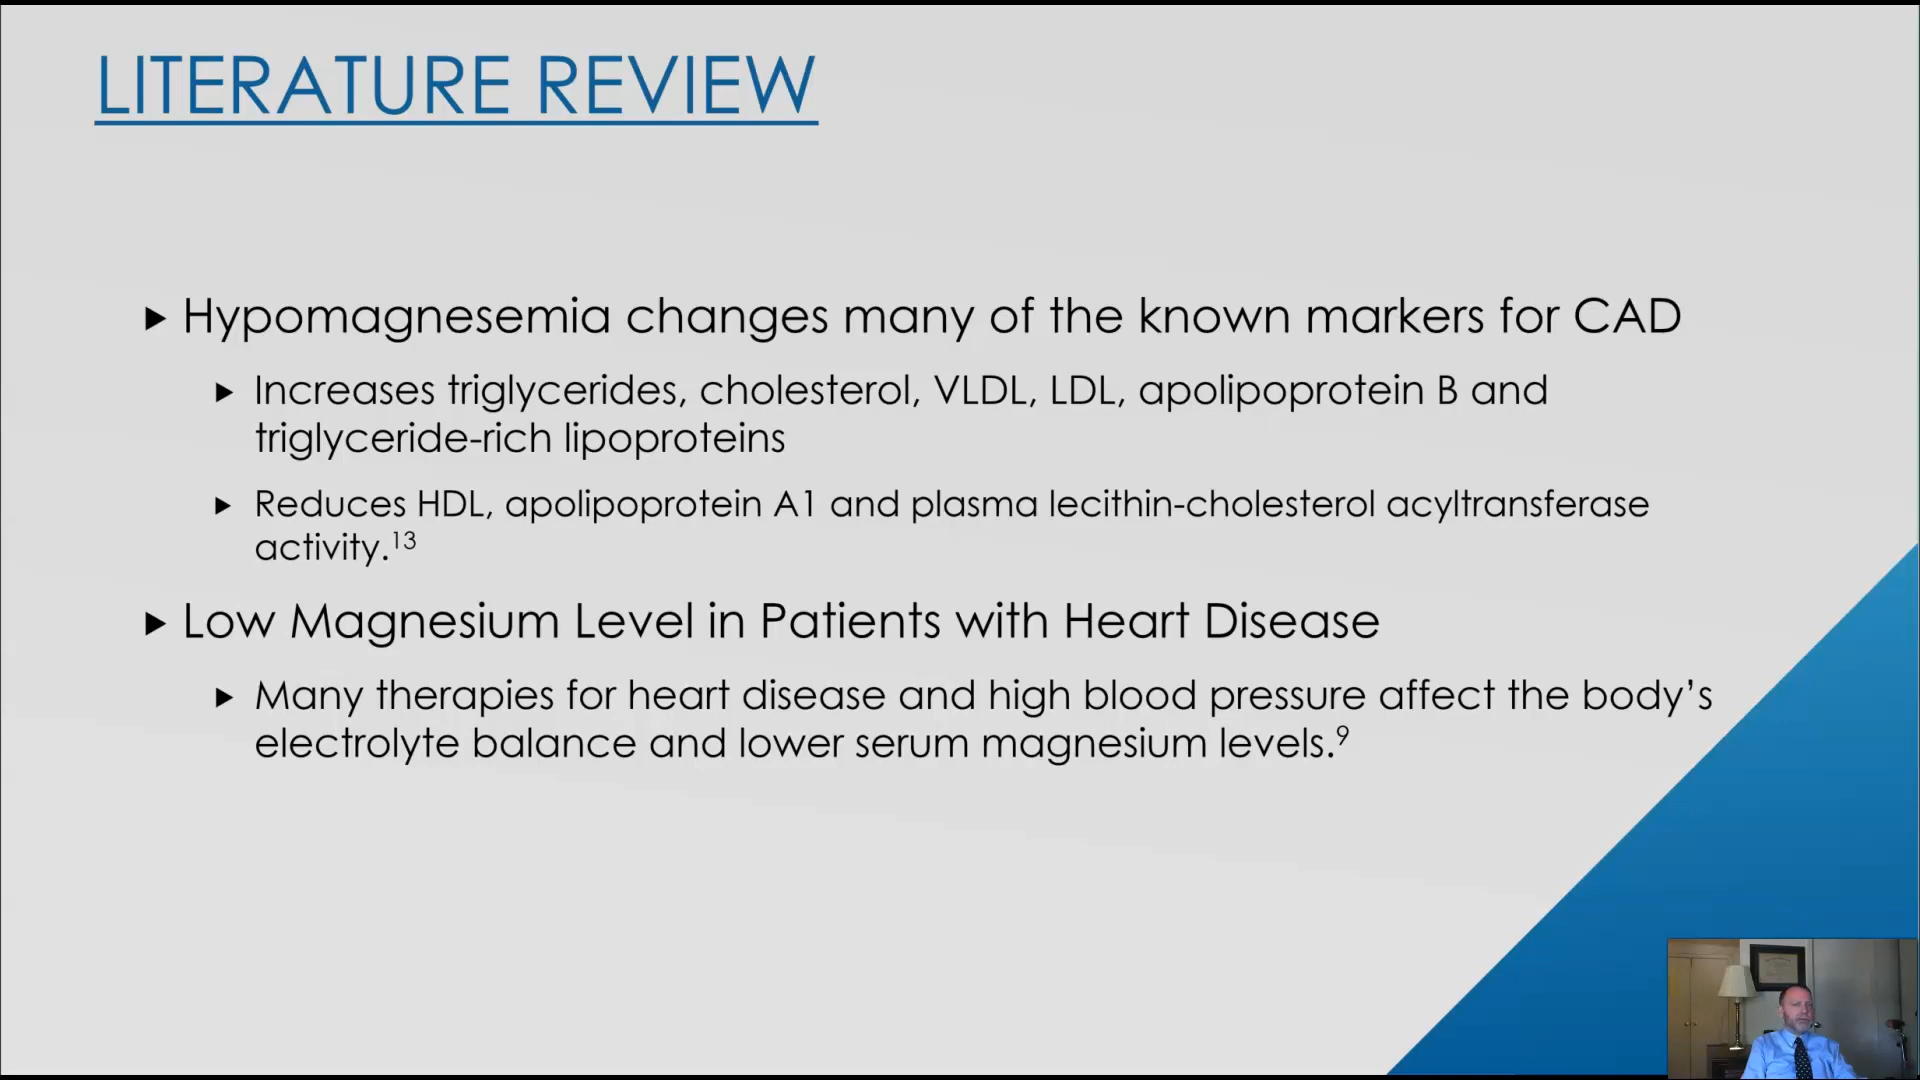 LITERATURE REVIEW
Hypomagnesemia changes many of the known markers for CAD
Increases triglycerides, cholesterol, VLDL, LDL, apolipoprotein B and
triglyceride-rich lipoproteins
Reduces HDL, apolipoprotein A1 and plasma lecithin-cholesterol acyltransferase
activity.13
Low Magnesium Level in Patients with Heart Disease
Many therapies for heart disease and high blood pressure affect the body’s
electrolyte balance and lower serum magnesium levels.9